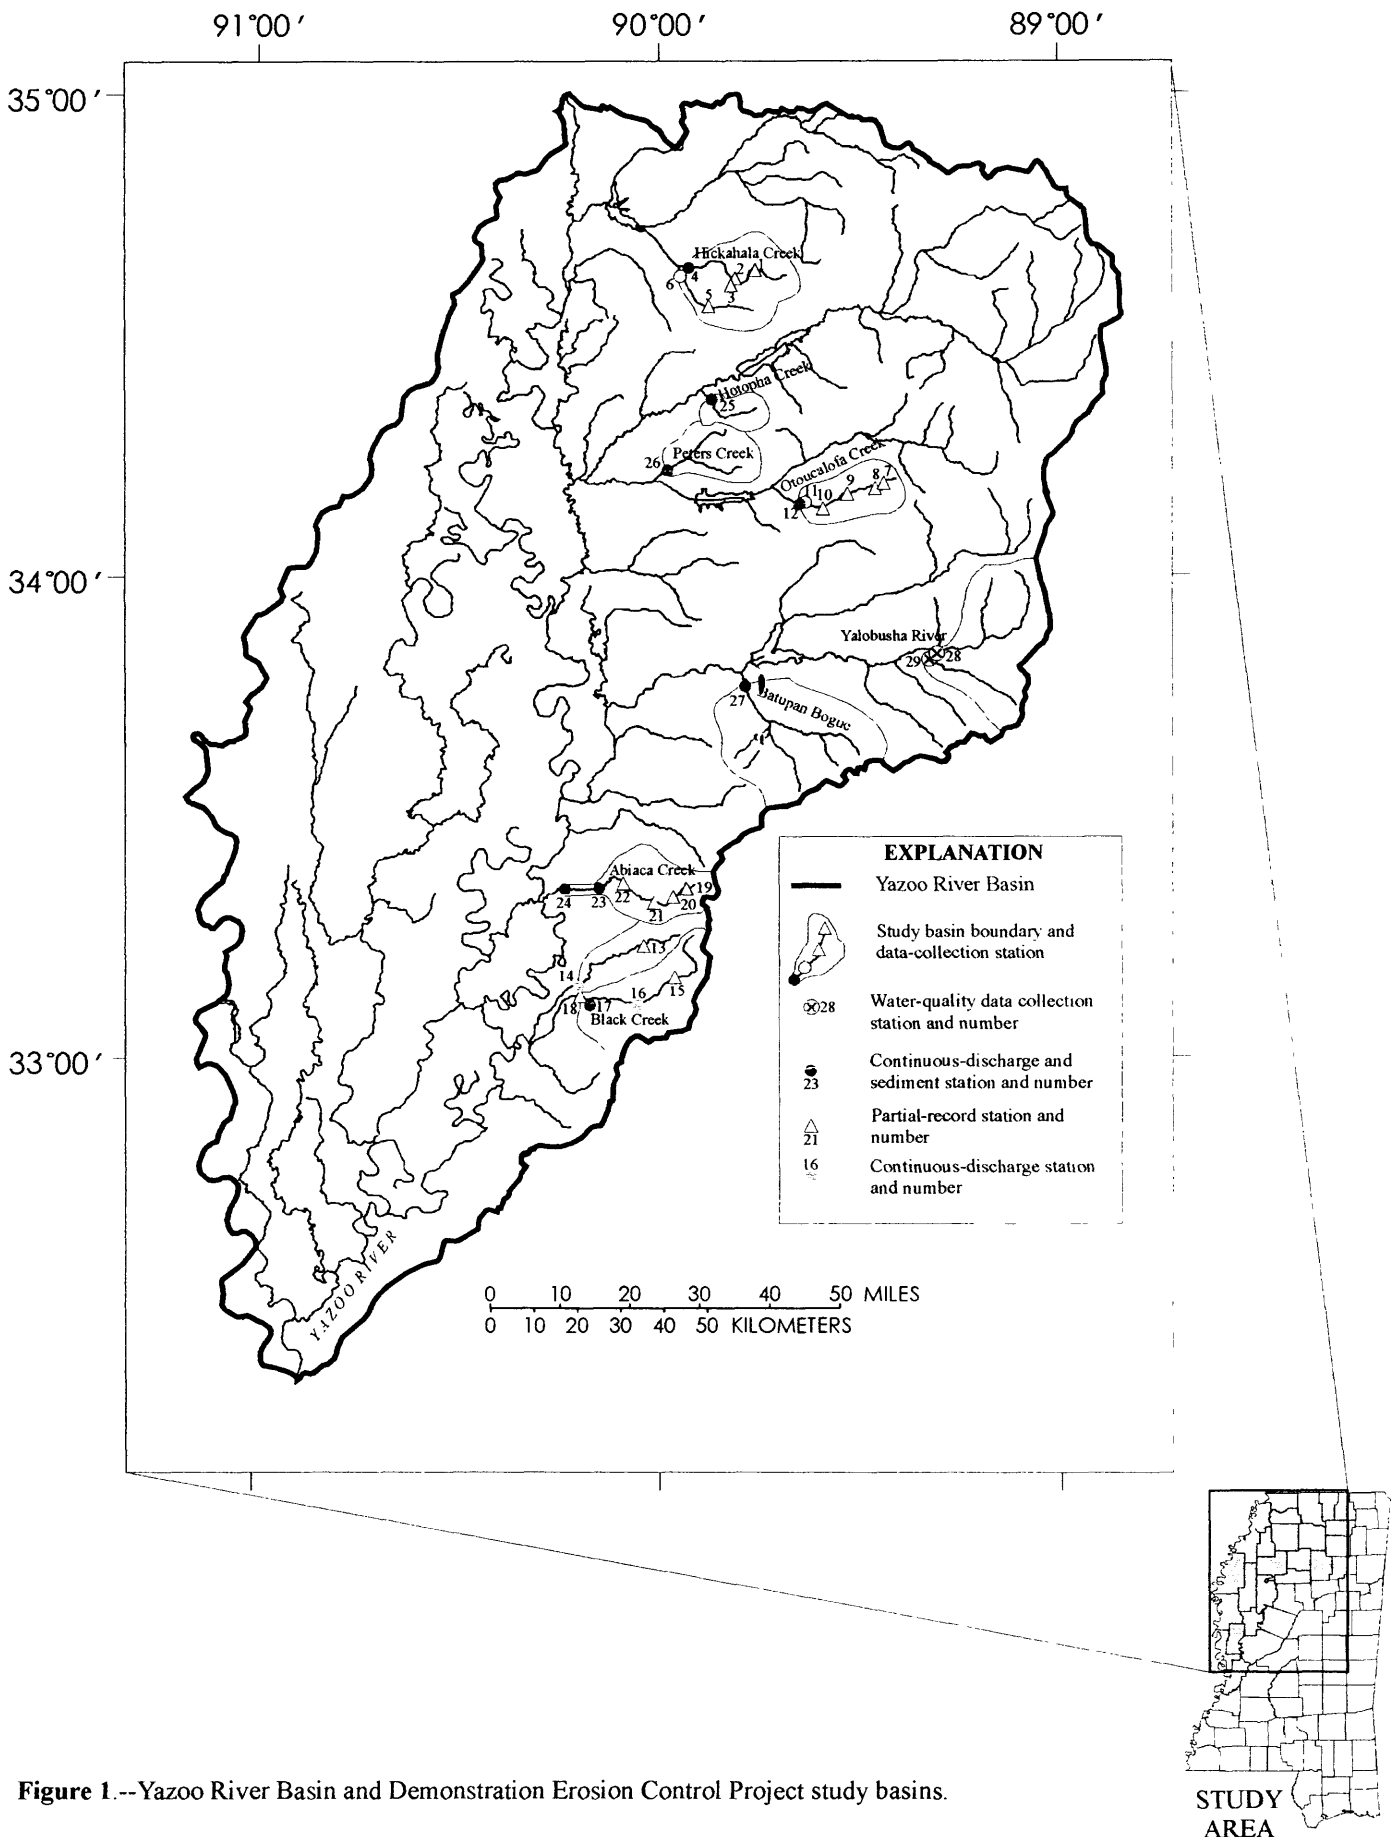 91°00′ 90°00′ 89°00′
35°00′
Hickahala Creek
1
2
3
4
5
6
Hotopha Creek
25
Peters Creek
26
Otoucalofa Creek
7
8
9
10
11
12
34°00′
Yalobusha River
29 28
27
Batupan Bogue
Abiaca Creek
24 23 22 21 20 19
13
14
15
16
17
18
Black Creek
33°00′
YAZOO RIVER
EXPLANATION
Yazoo River Basin
Study basin boundary and
data-collection station
28 Water-quality data collection
station and number
Continuous-discharge and
23 sediment station and number
Partial-record station and
21 number
16 Continuous-discharge station
and number
0 10 20 30 40 50 MILES
0 10 20 30 40 50 KILOMETERS
STUDY
AREA
Figure 1.--Yazoo River Basin and Demonstration Erosion Control Project study basins.